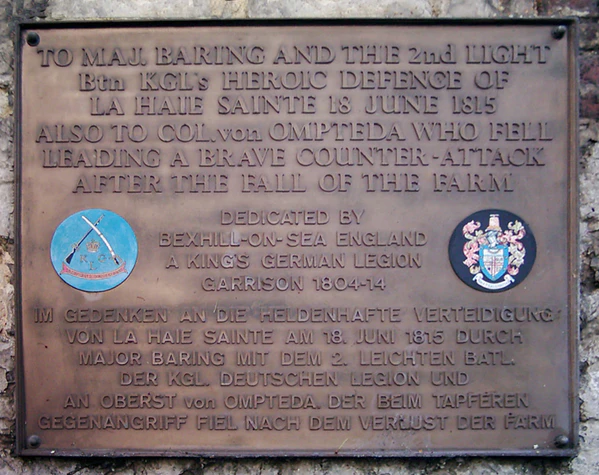 TO MAJ. BARING AND THE 2nd LIGHT
Btn KGL's HEROIC DEFENCE OF
LA HAIE SAINTE 18 JUNE 1815
ALSO TO COL. von OMPTEDA WHO FELL
LEADING A BRAVE COUNTER-ATTACK
AFTER THE FALL OF THE FARM
DEDICATED BY
BEXHILL-ON-SEA ENGLAND
A KING'S GERMAN LEGION
GARRISON 1804-14
IM GEDENKEN AN DIE HELDENHAFTE VERTEIDIGUNG
VON LA HAIE SAINTE AM 18. JUNI 1815 DURCH
MAJOR BARING MIT DEM 2. LEICHTEN BATL.
DER KGL. DEUTSCHEN LEGION UND
AN OBERST von OMPTEDA. DER BEIM TAPFEREN
GEGENANGRIFF FIEL NACH DEM VERLUST DER FARM